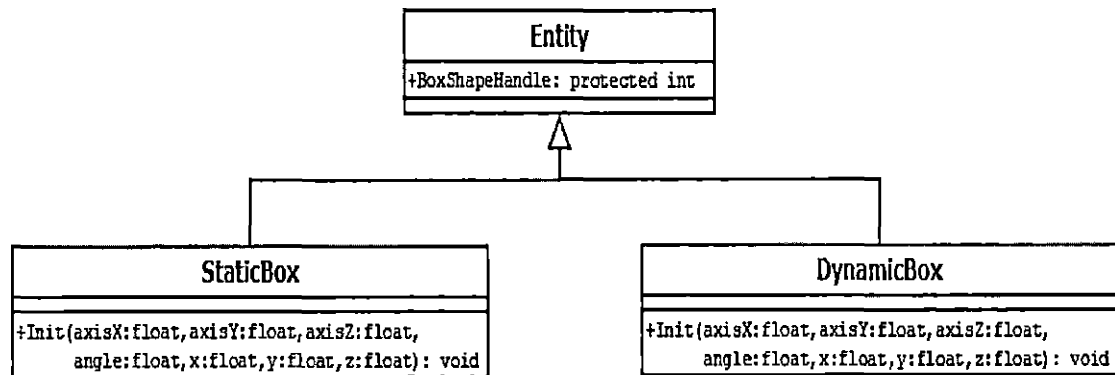 Entity
+BoxShapeHandle: protected int
StaticBox
+Init(axisX:float,axisY:float,axisZ:float,
angle:float,x:float,y:float,z:float): void
DynamicBox
+Init(axisX:float,axisY:float,axisZ:float,
angle:float,x:float,y:float,z:float): void